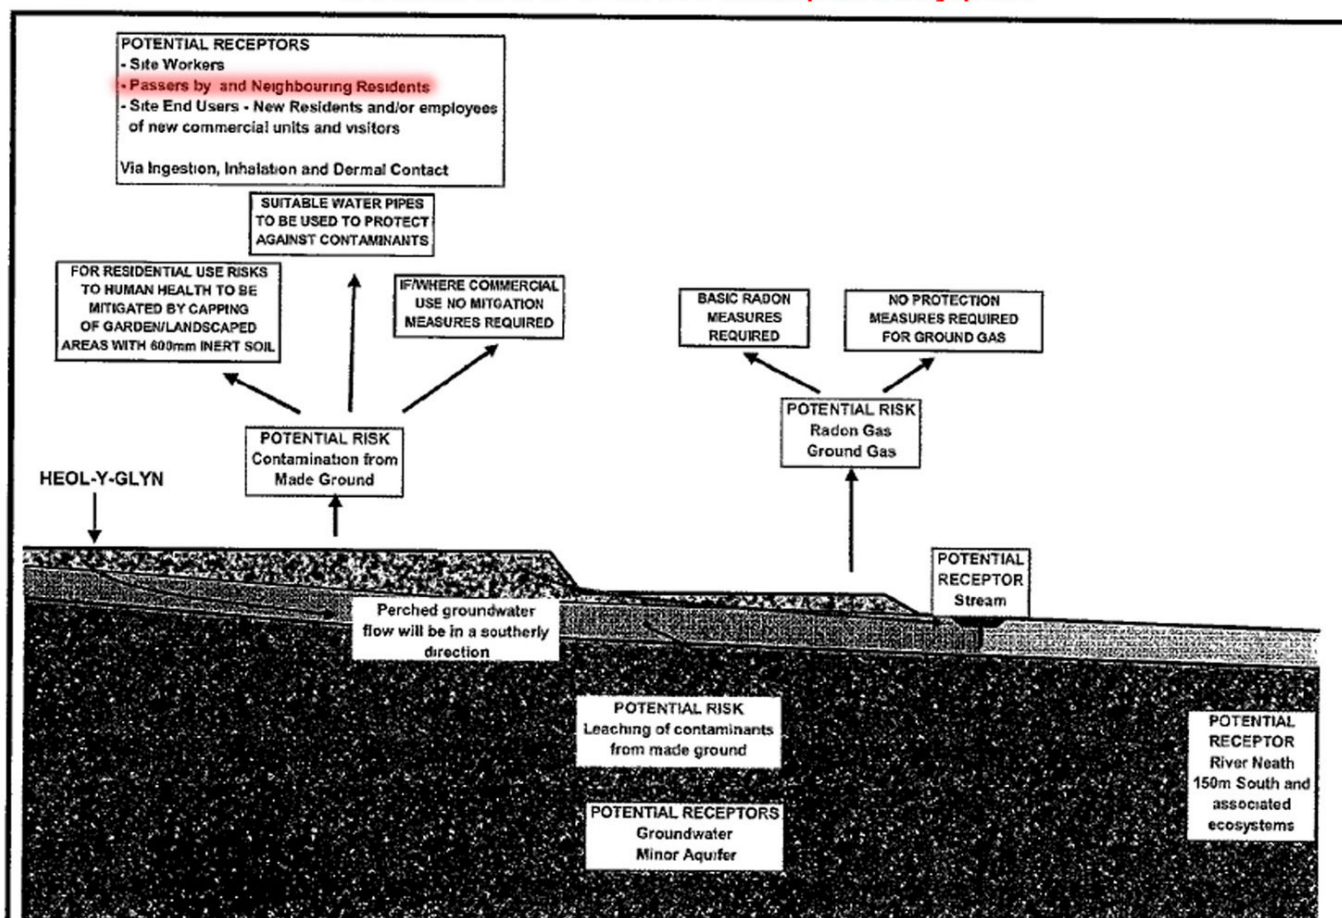 POTENTIAL RECEPTORS
- Site Workers
- Passers by and Neighbouring Residents
- Site End Users - New Residents and/or employees
of new commercial units and visitors
Via Ingestion, Inhalation and Dermal Contact
SUITABLE WATER PIPES
TO BE USED TO PROTECT
AGAINST CONTAMINANTS
FOR RESIDENTIAL USE RISKS
TO HUMAN HEALTH TO BE
MITIGATED BY CAPPING
OF GARDEN/LANDSCAPED
AREAS WITH 600mm INERT SOIL
IF/WHERE COMMERCIAL
USE NO MITGATION
MEASURES REQUIRED
BASIC RADON
MEASURES
REQUIRED
NO PROTECTION
MEASURES REQUIRED
FOR GROUND GAS
POTENTIAL RISK
Contamination from
Made Ground
POTENTIAL RISK
Radon Gas
Ground Gas
HEOL-Y-GLYN
POTENTIAL
RECEPTOR
Stream
Perched groundwater
flow will be in a southerly
direction
POTENTIAL RISK
Leaching of contaminants
from made ground
POTENTIAL RECEPTORS
Groundwater
Minor Aquifer
POTENTIAL
RECEPTOR
River Neath
150m South and
associated
ecosystems